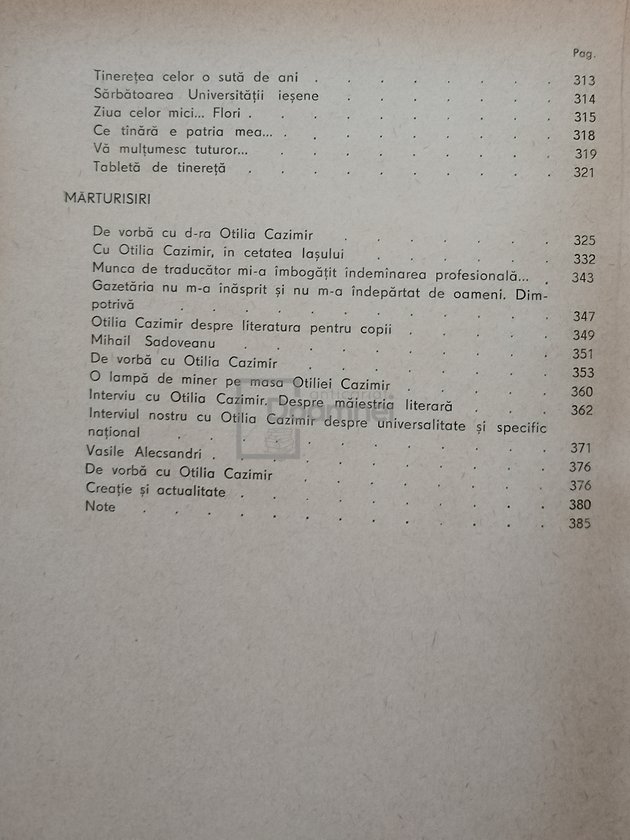 Pag.
Tinerețea celor o sută de ani . . . . . . . . 313
Sărbătoarea Universității ieșene . . . . . . . 314
Ziua celor mici... Flori . . . . . . . . . . 315
Ce tînără e patria mea... . . . . . . . . . 318
Vă mulțumesc tuturor... . . . . . . . . . 319
Tabletă de tinereță . . . . . . . . . . 321
MĂRTURISIRI
De vorbă cu d-ra Otilia Cazimir . . . . . . . 325
Cu Otilia Cazimir, in cetatea Iașului . . . . . . 332
Munca de traducător mi-a îmbogățit îndeminarea profesională... . 343
Gazetăria nu m-a înăsprit și nu m-a îndepărtat de oameni. Dim-
potrivă . . . . . . . . . . . . 347
Otilia Cazimir despre literatura pentru copii . . . . . 349
Mihail Sadoveanu . . . . . . . . . . 351
De vorbă cu Otilia Cazimir . . . . . . . . . 353
O lampă de miner pe masa Otiliei Cazimir . . . . . 360
Interviu cu Otilia Cazimir. Despre măiestria literară . . . 362
Interviul nostru cu Otilia Cazimir despre universalitate și specific
național . . . . . . . . . . . . 371
Vasile Alecsandri . . . . . . . . . . . 376
De vorbă cu Otilia Cazimir . . . . . . . . 376
Creație și actualitate . . . . . . . . . . 380
Note . . . . . . . . . . . . . 385